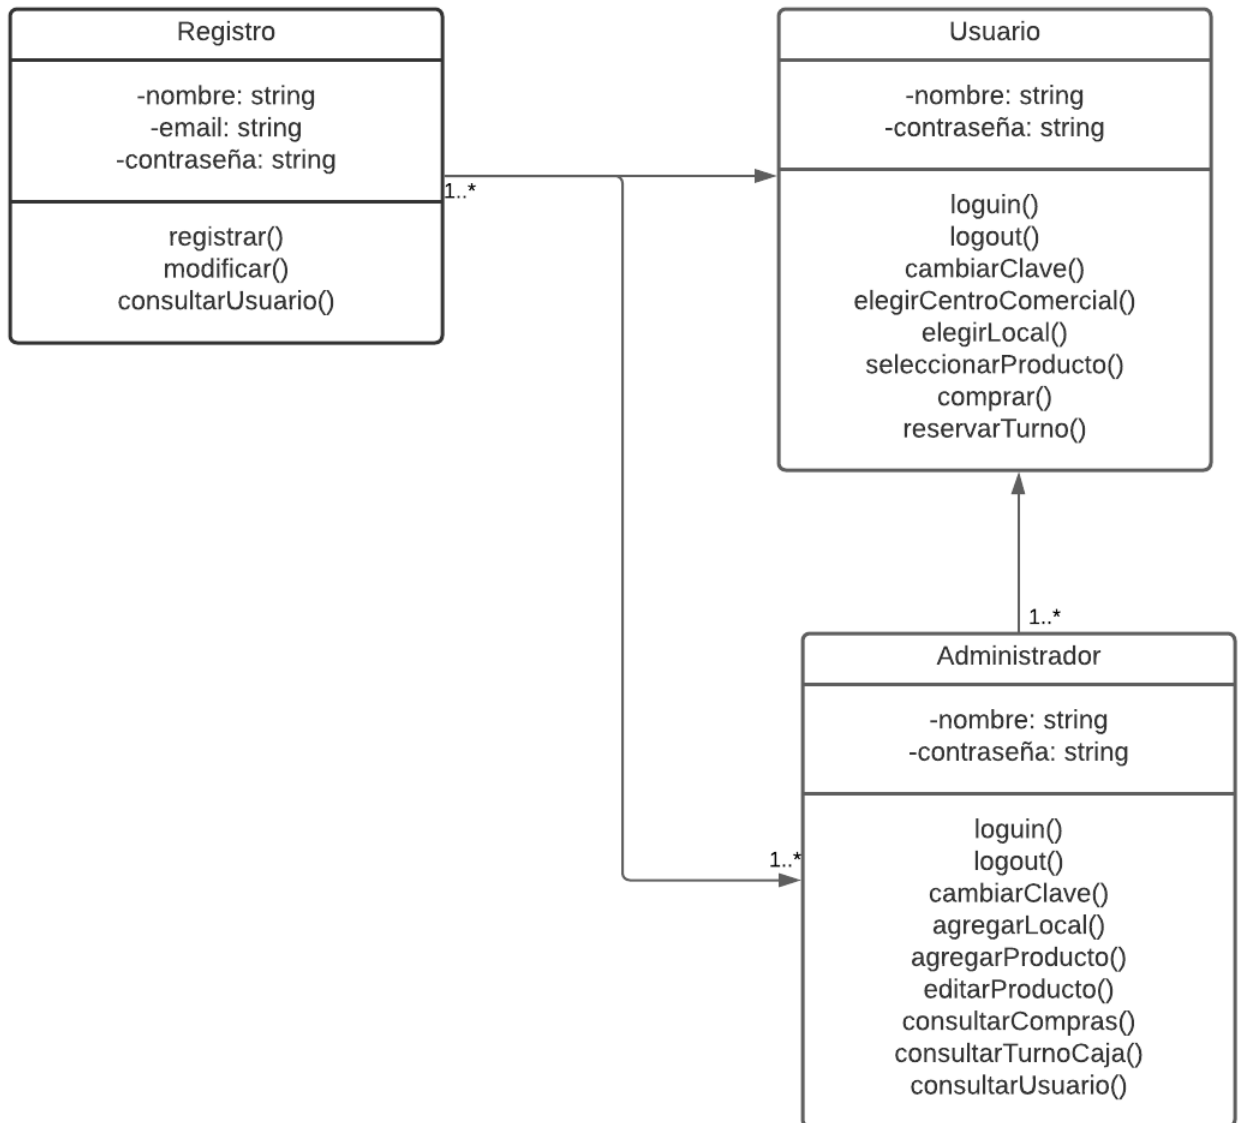 Registro
-nombre: string
-email: string
-contraseña: string
registrar()
modificar()
consultarUsuario()
1..*
Usuario
-nombre: string
-contraseña: string
loguin()
logout()
cambiarClave()
elegirCentroComercial()
elegirLocal()
seleccionarProducto()
comprar()
reservarTurno()
1..*
Administrador
-nombre: string
-contraseña: string
1..*
loguin()
logout()
cambiarClave()
agregarLocal()
agregarProducto()
editarProducto()
consultarCompras()
consultarTurnoCaja()
consultarUsuario()